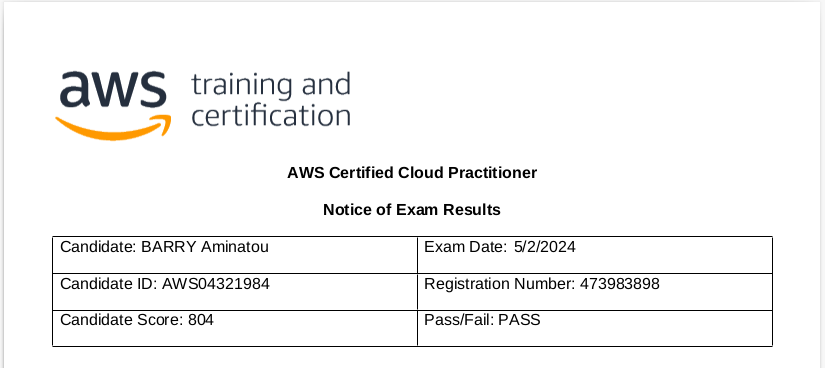 aws training and
certification
AWS Certified Cloud Practitioner
Notice of Exam Results
Candidate: BARRY Aminatou
Exam Date: 5/2/2024
Candidate ID: AWS04321984
Registration Number: 473983898
Candidate Score: 804
Pass/Fail: PASS